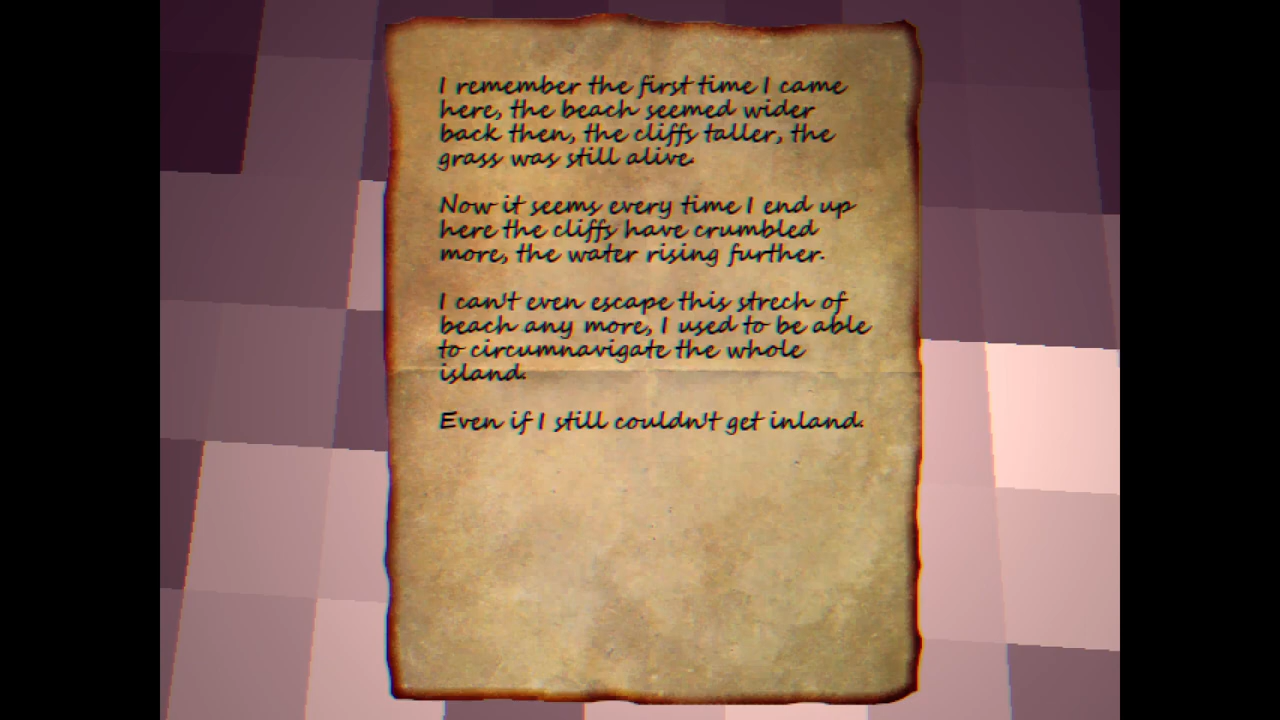 I remember the first time I came
here, the beach seemed wider
back then, the cliffs taller, the
grass was still alive.
Now it seems every time I end up
here the cliffs have crumbled
more, the water rising further.
I can't even escape this strech of
beach any more, I used to be able
to circumnavigate the whole
island.
Even if I still couldn't get inland.